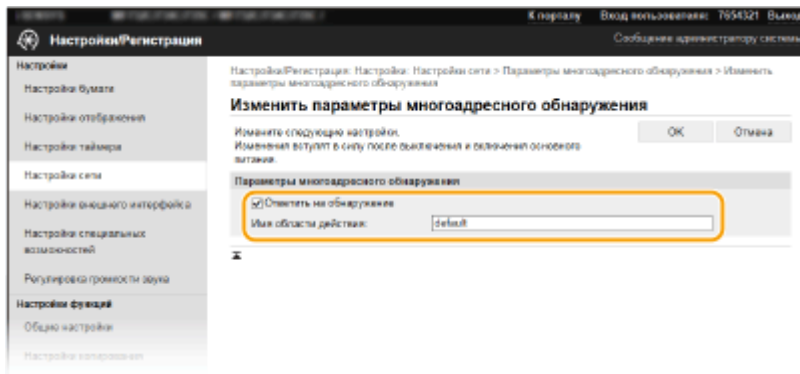 К порталу Вход пользователя: 7654321 Выход
Настройки/Регистрация
Сообщение администратору системы
Настройки
Настройки бумаги
Настройки отображения
Настройки таймера
Настройки сети
Настройки внешнего интерфейса
Настройки специальных
возможностей
Регулировка громкости звука
Настройки функций
Общие настройки
Настройки копирования
Настройки/Регистрация: Настройки: Настройки сети > Параметры многоадресного обнаружения > Изменить
параметры многоадресного обнаружения
Изменить параметры многоадресного обнаружения
Измените следующие настройки.
Изменения вступят в силу после выключения и включения основного
питания.
OK Отмена
Параметры многоадресного обнаружения
Ответить на обнаружение
Имя области действия: default